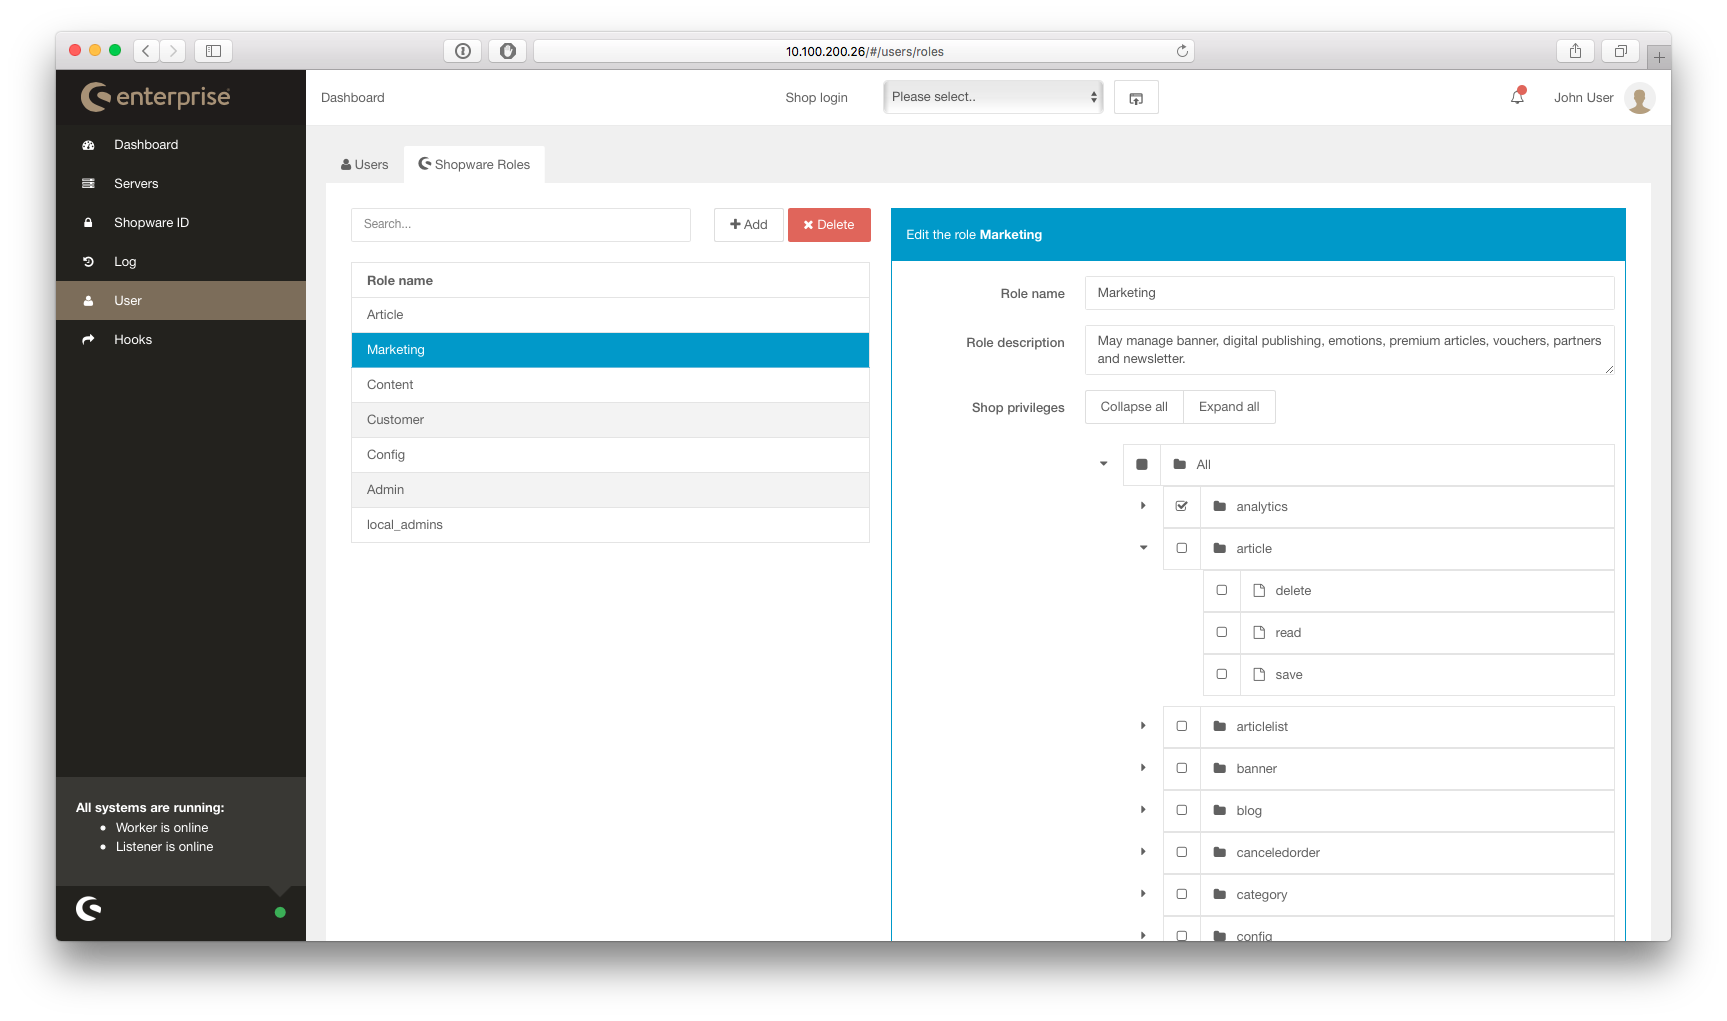 10.100.200.26/#/users/roles
enterprise
Dashboard
Shop login
Please select..
John User
Dashboard
Servers
Shopware ID
Log
User
Hooks
All systems are running:
Worker is online
Listener is online
Users
Shopware Roles
Search...
Add
Delete
Role name
Article
Marketing
Content
Customer
Config
Admin
local_admins
Edit the role Marketing
Role name
Marketing
Role description
May manage banner, digital publishing, emotions, premium articles, vouchers, partners
and newsletter.
Shop privileges
Collapse all
Expand all
All
analytics
article
delete
read
save
articlelist
banner
blog
canceledorder
category
config